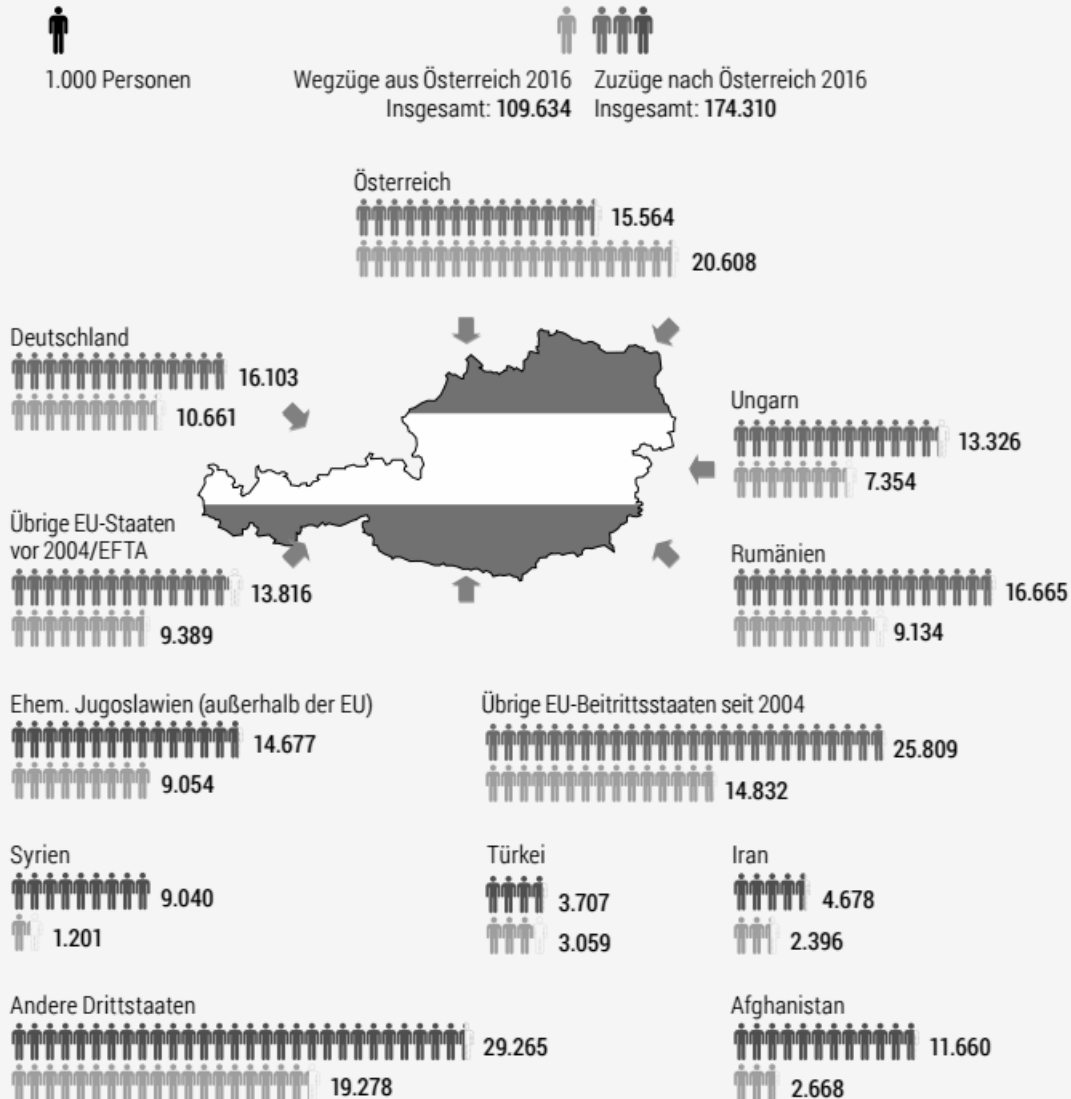 1.000 Personen
Wegzüge aus Österreich 2016
Insgesamt: 109.634
Zuzüge nach Österreich 2016
Insgesamt: 174.310
Österreich
15.564
20.608
Deutschland
16.103
10.661
Ungarn
13.326
7.354
Übrige EU-Staaten
vor 2004/EFTA
13.816
9.389
Rumänien
16.665
9.134
Ehem. Jugoslawien (außerhalb der EU)
14.677
9.054
Übrige EU-Beitrittsstaaten seit 2004
25.809
14.832
Syrien
9.040
1.201
Türkei
3.707
3.059
Iran
4.678
2.396
Andere Drittstaaten
29.265
19.278
Afghanistan
11.660
2.668